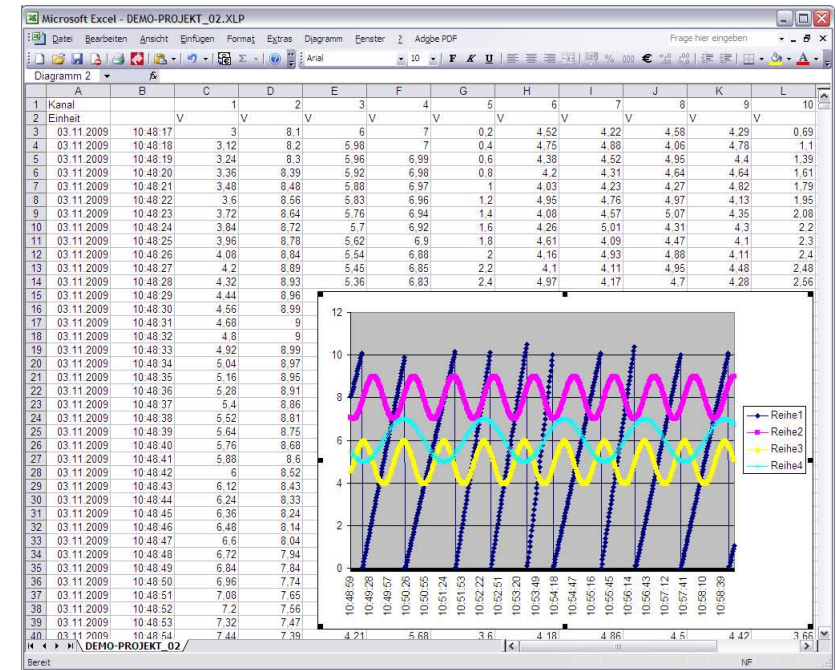 Microsoft Excel - DEMO-PROJEKT_02.XLP
Datei Bearbeiten Ansicht Einfügen Format Extras Diagramm Fenster ? Adobe PDF Frage hier eingeben
Arial 10 F K U % 000 €
Diagramm 2 fx
A B C D E F G H I J K L
1 Kanal 1 2 3 4 5 6 7 8 9 10
2 Einheit V V V V V V V V V V
3 03.11.2009 10:48:17 3 8,1 6 7 0,2 4,52 4,22 4,58 4,29 0,69
4 03.11.2009 10:48:18 3,12 8,2 5,98 7 0,4 4,75 4,88 4,06 4,78 1,1
5 03.11.2009 10:48:19 3,24 8,3 5,96 6,99 0,6 4,38 4,52 4,95 4,4 1,39
6 03.11.2009 10:48:20 3,36 8,39 5,92 6,98 0,8 4,2 4,31 4,64 4,64 1,61
7 03.11.2009 10:48:21 3,48 8,48 5,88 6,97 1 4,03 4,23 4,27 4,82 1,79
8 03.11.2009 10:48:22 3,6 8,56 5,83 6,96 1,2 4,95 4,76 4,97 4,13 1,95
9 03.11.2009 10:48:23 3,72 8,64 5,76 6,94 1,4 4,08 4,57 5,07 4,35 2,08
10 03.11.2009 10:48:24 3,84 8,72 5,7 6,92 1,6 4,26 5,01 4,31 4,3 2,2
11 03.11.2009 10:48:25 3,96 8,78 5,62 6,9 1,8 4,61 4,09 4,47 4,1 2,3
12 03.11.2009 10:48:26 4,08 8,84 5,54 6,88 2 4,16 4,93 4,88 4,11 2,4
13 03.11.2009 10:48:27 4,2 8,89 5,45 6,85 2,2 4,1 4,11 4,95 4,48 2,48
14 03.11.2009 10:48:28 4,32 8,93 5,36 6,83 2,4 4,97 4,17 4,7 4,28 2,56
15 03.11.2009 10:48:29 4,44 8,96
16 03.11.2009 10:48:30 4,56 8,99
17 03.11.2009 10:48:31 4,68 9
18 03.11.2009 10:48:32 4,8 9
19 03.11.2009 10:48:33 4,92 8,99
20 03.11.2009 10:48:34 5,04 8,97
21 03.11.2009 10:48:35 5,16 8,95
22 03.11.2009 10:48:36 5,28 8,91
23 03.11.2009 10:48:37 5,4 8,86
24 03.11.2009 10:48:38 5,52 8,81
25 03.11.2009 10:48:39 5,64 8,75
26 03.11.2009 10:48:40 5,76 8,68
27 03.11.2009 10:48:41 5,88 8,6
28 03.11.2009 10:48:42 6 8,52
29 03.11.2009 10:48:43 6,12 8,43
30 03.11.2009 10:48:44 6,24 8,33
31 03.11.2009 10:48:45 6,36 8,24
32 03.11.2009 10:48:46 6,48 8,14
33 03.11.2009 10:48:47 6,6 8,04
34 03.11.2009 10:48:48 6,72 7,94
35 03.11.2009 10:48:49 6,84 7,84
36 03.11.2009 10:48:50 6,96 7,74
37 03.11.2009 10:48:51 7,08 7,65
38 03.11.2009 10:48:52 7,2 7,56
39 03.11.2009 10:48:53 7,32 7,47
40 03.11.2009 10:48:54 7,44 7,39 4,21 5,68 3,6 4,18 4,86 4,5 4,42 3,66
12
10
8
6
4
2
0
Reihe1
Reihe2
Reihe3
Reihe4
10:48:59 10:49:28 10:49:57 10:50:26 10:50:55 10:51:24 10:51:53 10:52:22 10:52:51 10:53:20 10:53:49 10:54:18 10:54:47 10:55:16 10:55:45 10:56:14 10:56:43 10:57:12 10:57:41 10:58:10 10:58:39
DEMO-PROJEKT_02
Bereit NF